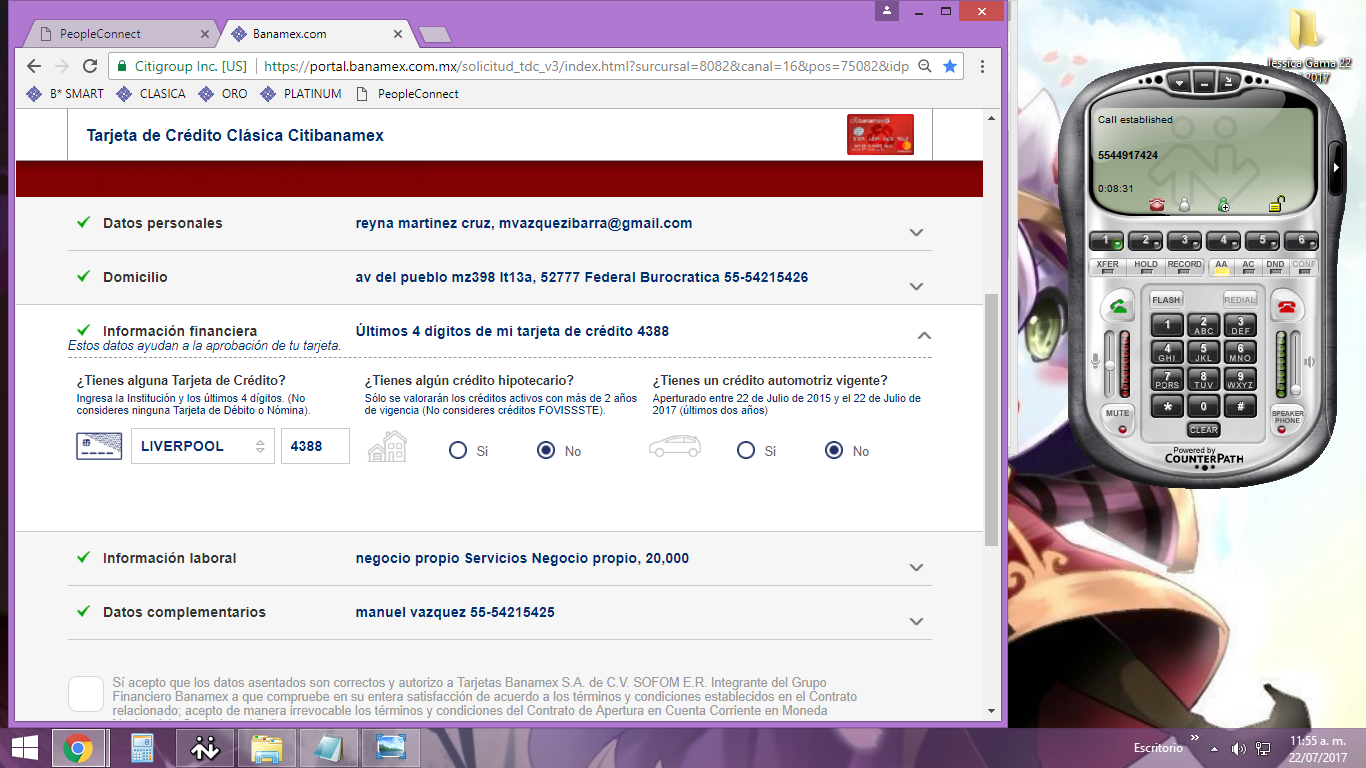 PeopleConnect
Banamex.com
Citigroup Inc. [US]
https://portal.banamex.com.mx/solicitud_tdc_v3/index.html?surcursal=8082&canal=16&pos=75082&idp
B* SMART
CLASICA
ORO
PLATINUM
PeopleConnect
Tarjeta de Crédito Clásica Citibanamex
Datos personales
reyna martinez cruz, mvazquezibarra@gmail.com
Domicilio
av del pueblo mz398 lt13a, 52777 Federal Burocratica 55-54215426
Información financiera
Últimos 4 dígitos de mi tarjeta de crédito 4388
Estos datos ayudan a la aprobación de tu tarjeta.
¿Tienes alguna Tarjeta de Crédito?
Ingresa la Institución y los últimos 4 dígitos. (No
consideres ninguna Tarjeta de Débito o Nómina).
LIVERPOOL
4388
¿Tienes algún crédito hipotecario?
Sólo se valorarán los créditos activos con más de 2 años
de vigencia (No consideres créditos FOVISSSTE).
Si
No
¿Tienes un crédito automotriz vigente?
Aperturado entre 22 de Julio de 2015 y el 22 de Julio de
2017 (últimos dos años)
Si
No
Información laboral
negocio propio Servicios Negocio propio, 20,000
Datos complementarios
manuel vazquez 55-54215425
Sí acepto que los datos asentados son correctos y autorizo a Tarjetas Banamex S.A. de C.V. SOFOM E.R. Integrante del Grupo
Financiero Banamex a que compruebe en su entera satisfacción de acuerdo a los términos y condiciones establecidos en el Contrato
relacionado; acepto de manera irrevocable los términos y condiciones del Contrato de Apertura en Cuenta Corriente en Moneda
Jessica Gama 22
2017
Call established
5544917424
0:08:31
1 2 3 4 5 6
XFER HOLD RECORD AA AC DND CONF
FLASH
REDIAL
1
2 ABC
3 DEF
4 GHI
5 JKL
6 MNO
7 PQRS
8 TUV
9 WXYZ
* 0 #
MUTE
CLEAR
SPEAKER
PHONE
Powered by
COUNTERPATH
Escritorio
11:55 a. m.
22/07/2017